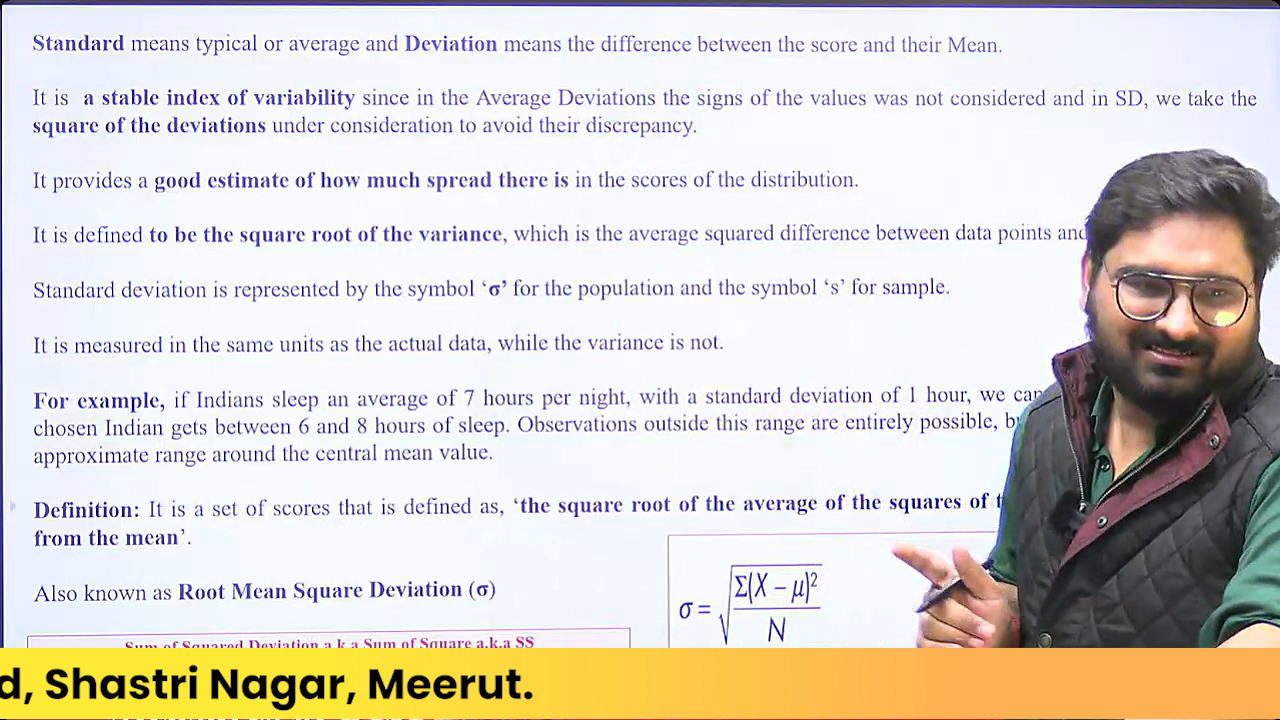 Standard means typical or average and Deviation means the difference between the score and their Mean.
It is a stable index of variability since in the Average Deviations the signs of the values was not considered and in SD, we take the
square of the deviations under consideration to avoid their discrepancy.
It provides a good estimate of how much spread there is in the scores of the distribution.
It is defined to be the square root of the variance, which is the average squared difference between data points and
Standard deviation is represented by the symbol ‘σ’ for the population and the symbol ‘s’ for sample.
It is measured in the same units as the actual data, while the variance is not.
For example, if Indians sleep an average of 7 hours per night, with a standard deviation of 1 hour, we can
chosen Indian gets between 6 and 8 hours of sleep. Observations outside this range are entirely possible,
approximate range around the central mean value.
Definition: It is a set of scores that is defined as, ‘the square root of the average of the squares of
from the mean’.
Also known as Root Mean Square Deviation (σ)
σ = √Σ(X – μ)²/N
Sum of Squared Deviation a.k.a Sum of Square a.k.a SS
d, Shastri Nagar, Meerut.